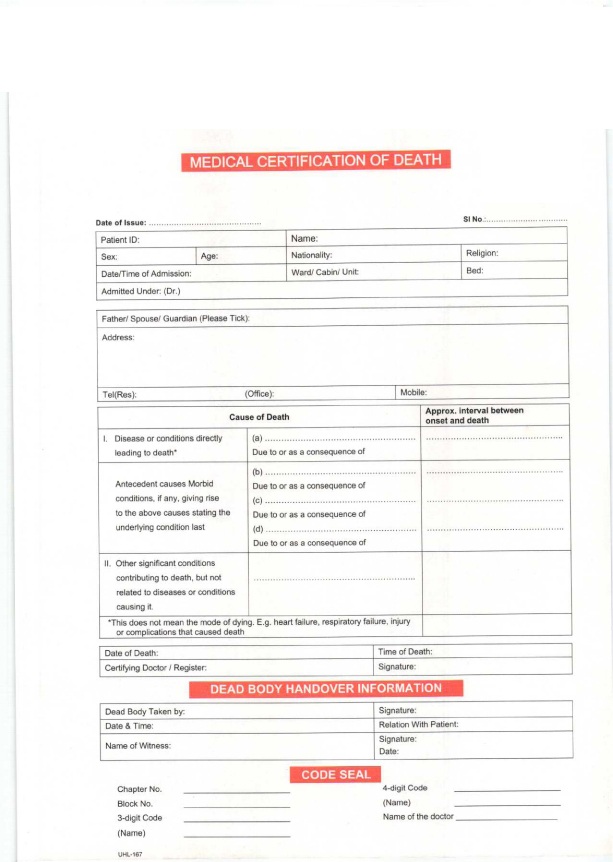 MEDICAL CERTIFICATION OF DEATH
Date of Issue: ............................................ Sl No :................................
Patient ID: Name:
Sex: Age: Nationality: Religion:
Date/Time of Admission: Ward/ Cabin/ Unit: Bed:
Admitted Under: (Dr.)
Father/ Spouse/ Guardian (Please Tick):
Address:
Tel(Res): (Office): Mobile:
Cause of Death Approx. interval between
onset and death
I. Disease or conditions directly (a) ............................................................ ......................................................
leading to death* Due to or as a consequence of
(b) ............................................................ ......................................................
Antecedent causes Morbid Due to or as a consequence of
conditions, if any, giving rise (c) ............................................................ ......................................................
to the above causes stating the Due to or as a consequence of
underlying condition last (d) ............................................................ ......................................................
Due to or as a consequence of
II. Other significant conditions
contributing to death, but not ................................................................
related to diseases or conditions
causing it.
*This does not mean the mode of dying. E.g. heart failure, respiratory failure, injury
or complications that caused death
Date of Death: Time of Death:
Certifying Doctor / Register: Signature:
DEAD BODY HANDOVER INFORMATION
Dead Body Taken by: Signature:
Date & Time: Relation With Patient:
Name of Witness: Signature:
Date:
CODE SEAL
Chapter No. ____________________ 4-digit Code ____________________
Block No. ____________________ (Name) ____________________
3-digit Code ____________________ Name of the doctor ____________________
(Name) ____________________
UHL-167